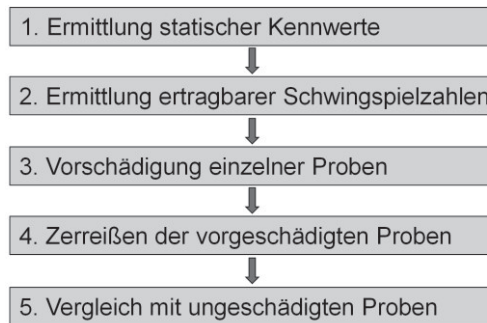 1. Ermittlung statischer Kennwerte
2. Ermittlung ertragbarer Schwingspielzahlen
3. Vorschädigung einzelner Proben
4. Zerreißen der vorgeschädigten Proben
5. Vergleich mit ungeschädigten Proben